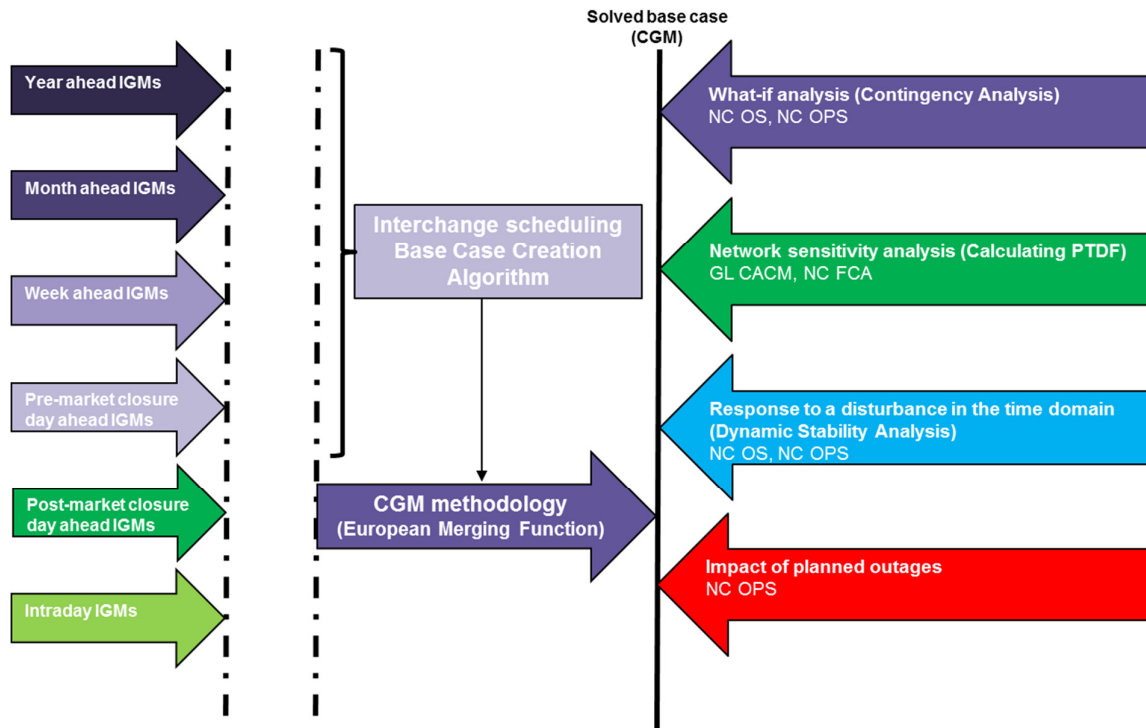 Solved base case
(CGM)
Year ahead IGMs
Month ahead IGMs
Week ahead IGMs
Pre-market closure
day ahead IGMs
Post-market closure
day ahead IGMs
Intraday IGMs
Interchange scheduling
Base Case Creation
Algorithm
CGM methodology
(European Merging Function)
What-if analysis (Contingency Analysis)
NC OS, NC OPS
Network sensitivity analysis (Calculating PTDF)
GL CACM, NC FCA
Response to a disturbance in the time domain
(Dynamic Stability Analysis)
NC OS, NC OPS
Impact of planned outages
NC OPS